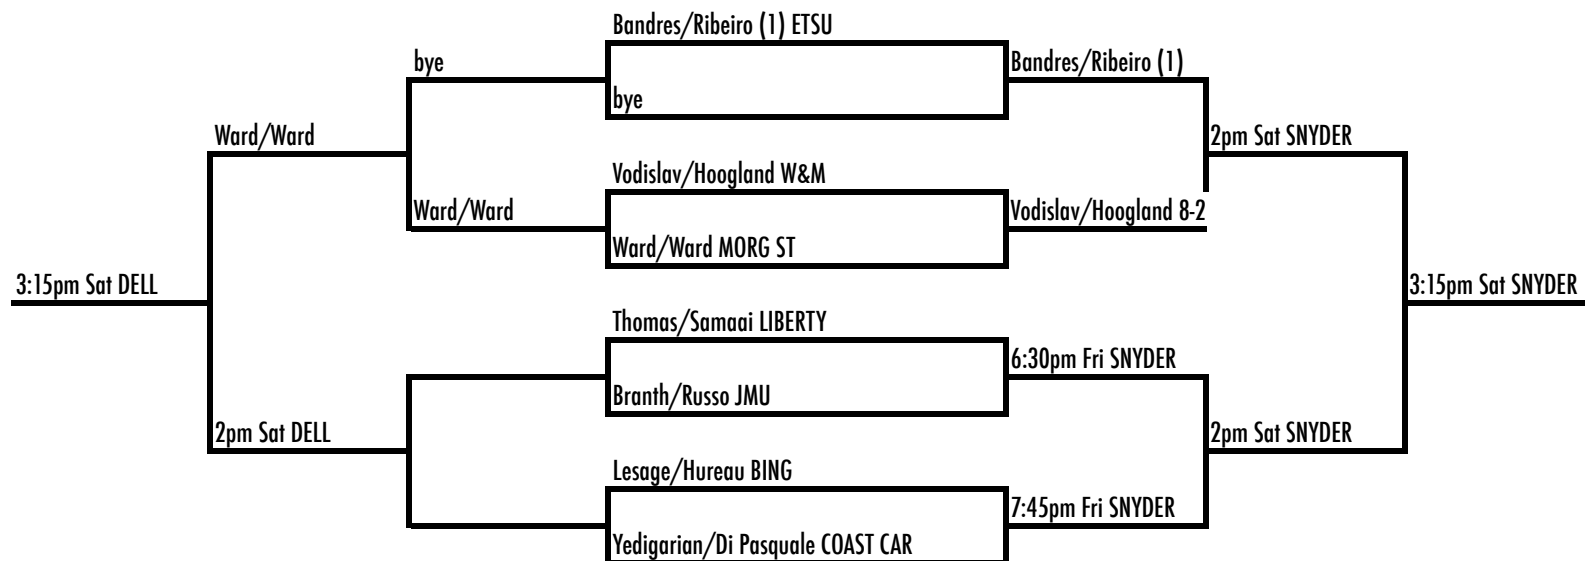 Bandres/Ribeiro (1) ETSU
bye
Bandres/Ribeiro (1)
bye
Ward/Ward
2pm Sat SNYDER
Vodislav/Hoogland W&M
Ward/Ward
Vodislav/Hoogland 8-2
Ward/Ward MORG ST
3:15pm Sat DELL
3:15pm Sat SNYDER
Thomas/Samaai LIBERTY
6:30pm Fri SNYDER
Branth/Russo JMU
2pm Sat DELL
2pm Sat SNYDER
Lesage/Hureau BING
7:45pm Fri SNYDER
Yedigarian/Di Pasquale COAST CAR